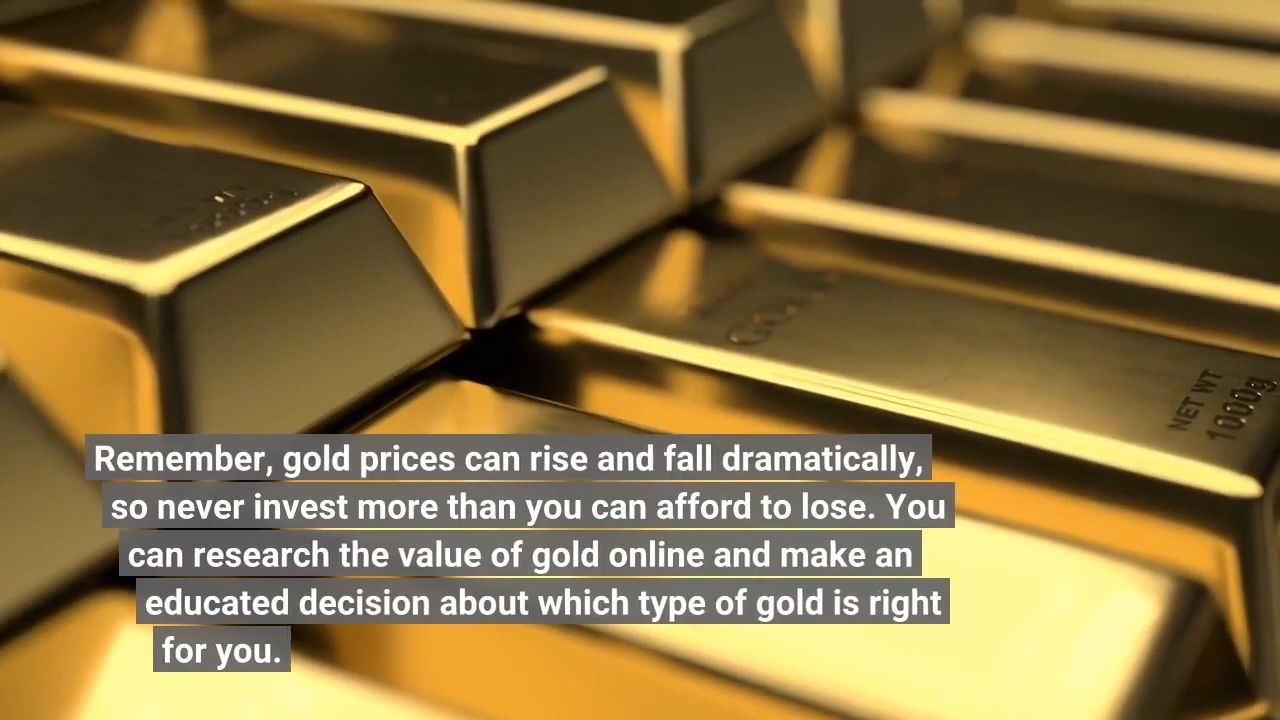 GOLD
NET WT
1000g
Remember, gold prices can rise and fall dramatically,
so never invest more than you can afford to lose. You
can research the value of gold online and make an
educated decision about which type of gold is right
for you.